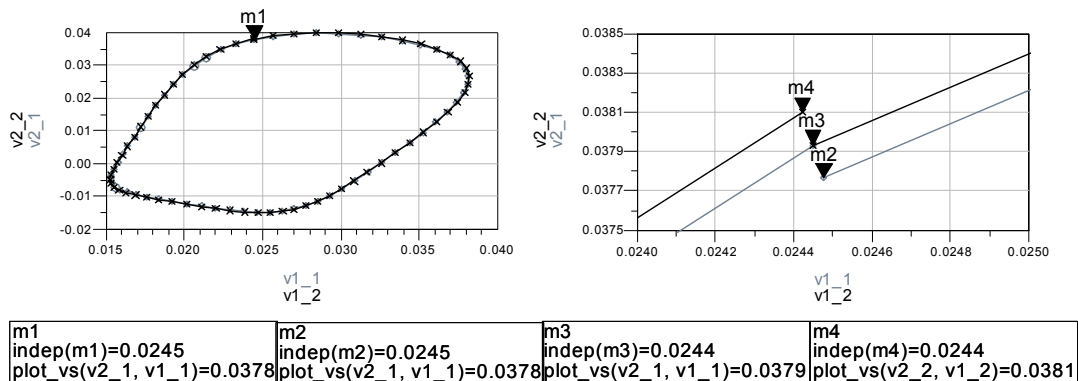 m1
0.04
0.03
0.02
0.01
0.00
-0.01
-0.02
v2_2
v2_1
0.015
0.020
0.025
0.030
0.035
0.040
v1_1
v1_2
0.0385
0.0383
0.0381
0.0379
0.0377
0.0375
v2_2
v2_1
m4
m3
m2
0.0240
0.0242
0.0244
0.0246
0.0248
0.0250
v1_1
v1_2
m1
indep(m1)=0.0245
plot_vs(v2_1, v1_1)=0.0378
m2
indep(m2)=0.0245
plot_vs(v2_1, v1_1)=0.0378
m3
indep(m3)=0.0244
plot_vs(v2_1, v1_1)=0.0379
m4
indep(m4)=0.0244
plot_vs(v2_2, v1_2)=0.0381